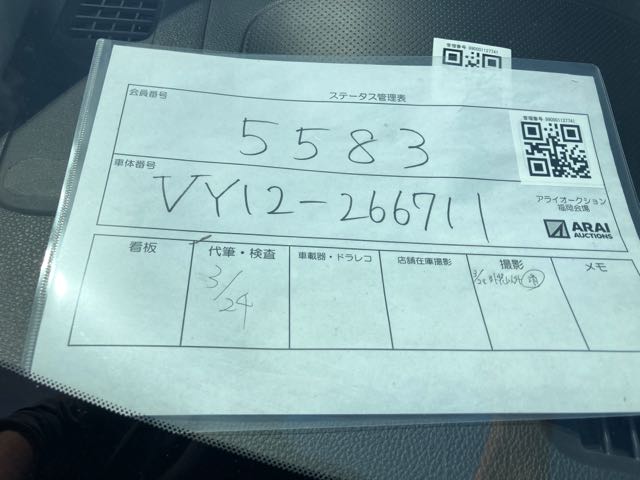 管理番号 990051127741
ステータス管理表
会員番号
5583
管理番号 990051127741
車体番号
VY12-266711
アライオークション
福岡会場
ARAI
AUCTIONS
看板
代筆・検査
車載器・ドラレコ
店舗在庫撮影
撮影
メモ
3/24